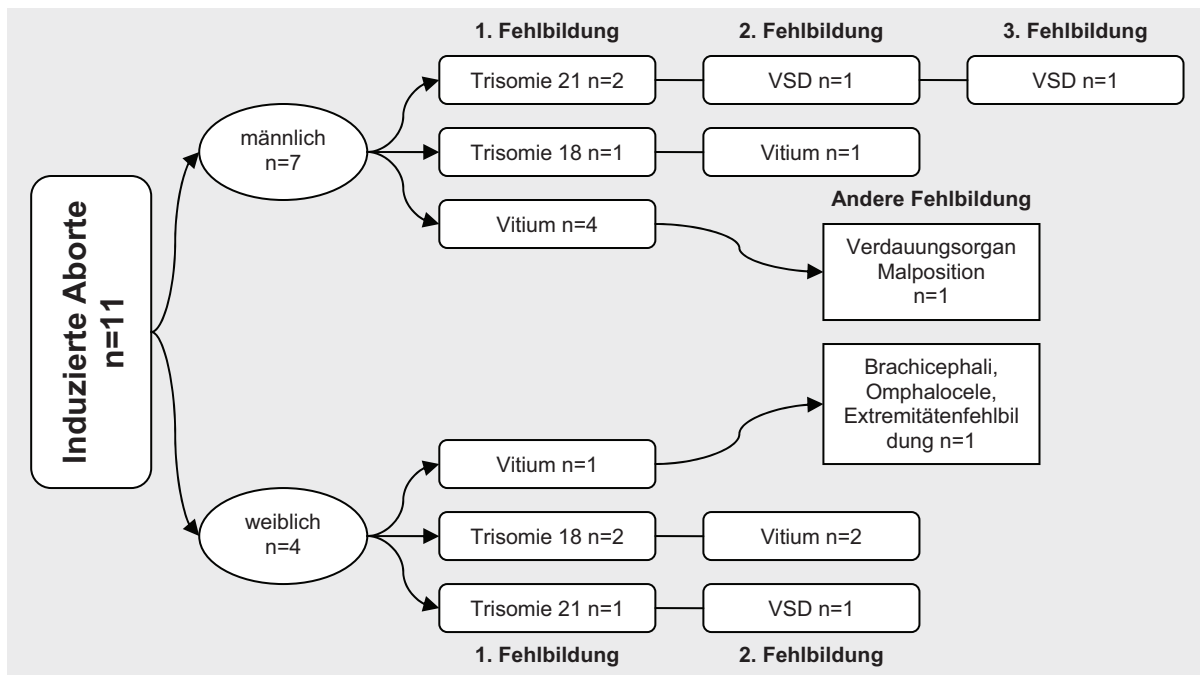 1. Fehlbildung
2. Fehlbildung
3. Fehlbildung
Trisomie 21 n=2
VSD n=1
VSD n=1
männlich
n=7
Trisomie 18 n=1
Vitium n=1
Vitium n=4
Andere Fehlbildung
Verdauungsorgan
Malposition
n=1
Induzierte Aborte
n=11
Brachicephali,
Omphalocele,
Extremitätenfehlbil
dung n=1
Vitium n=1
weiblich
n=4
Trisomie 18 n=2
Vitium n=2
Trisomie 21 n=1
VSD n=1
1. Fehlbildung
2. Fehlbildung